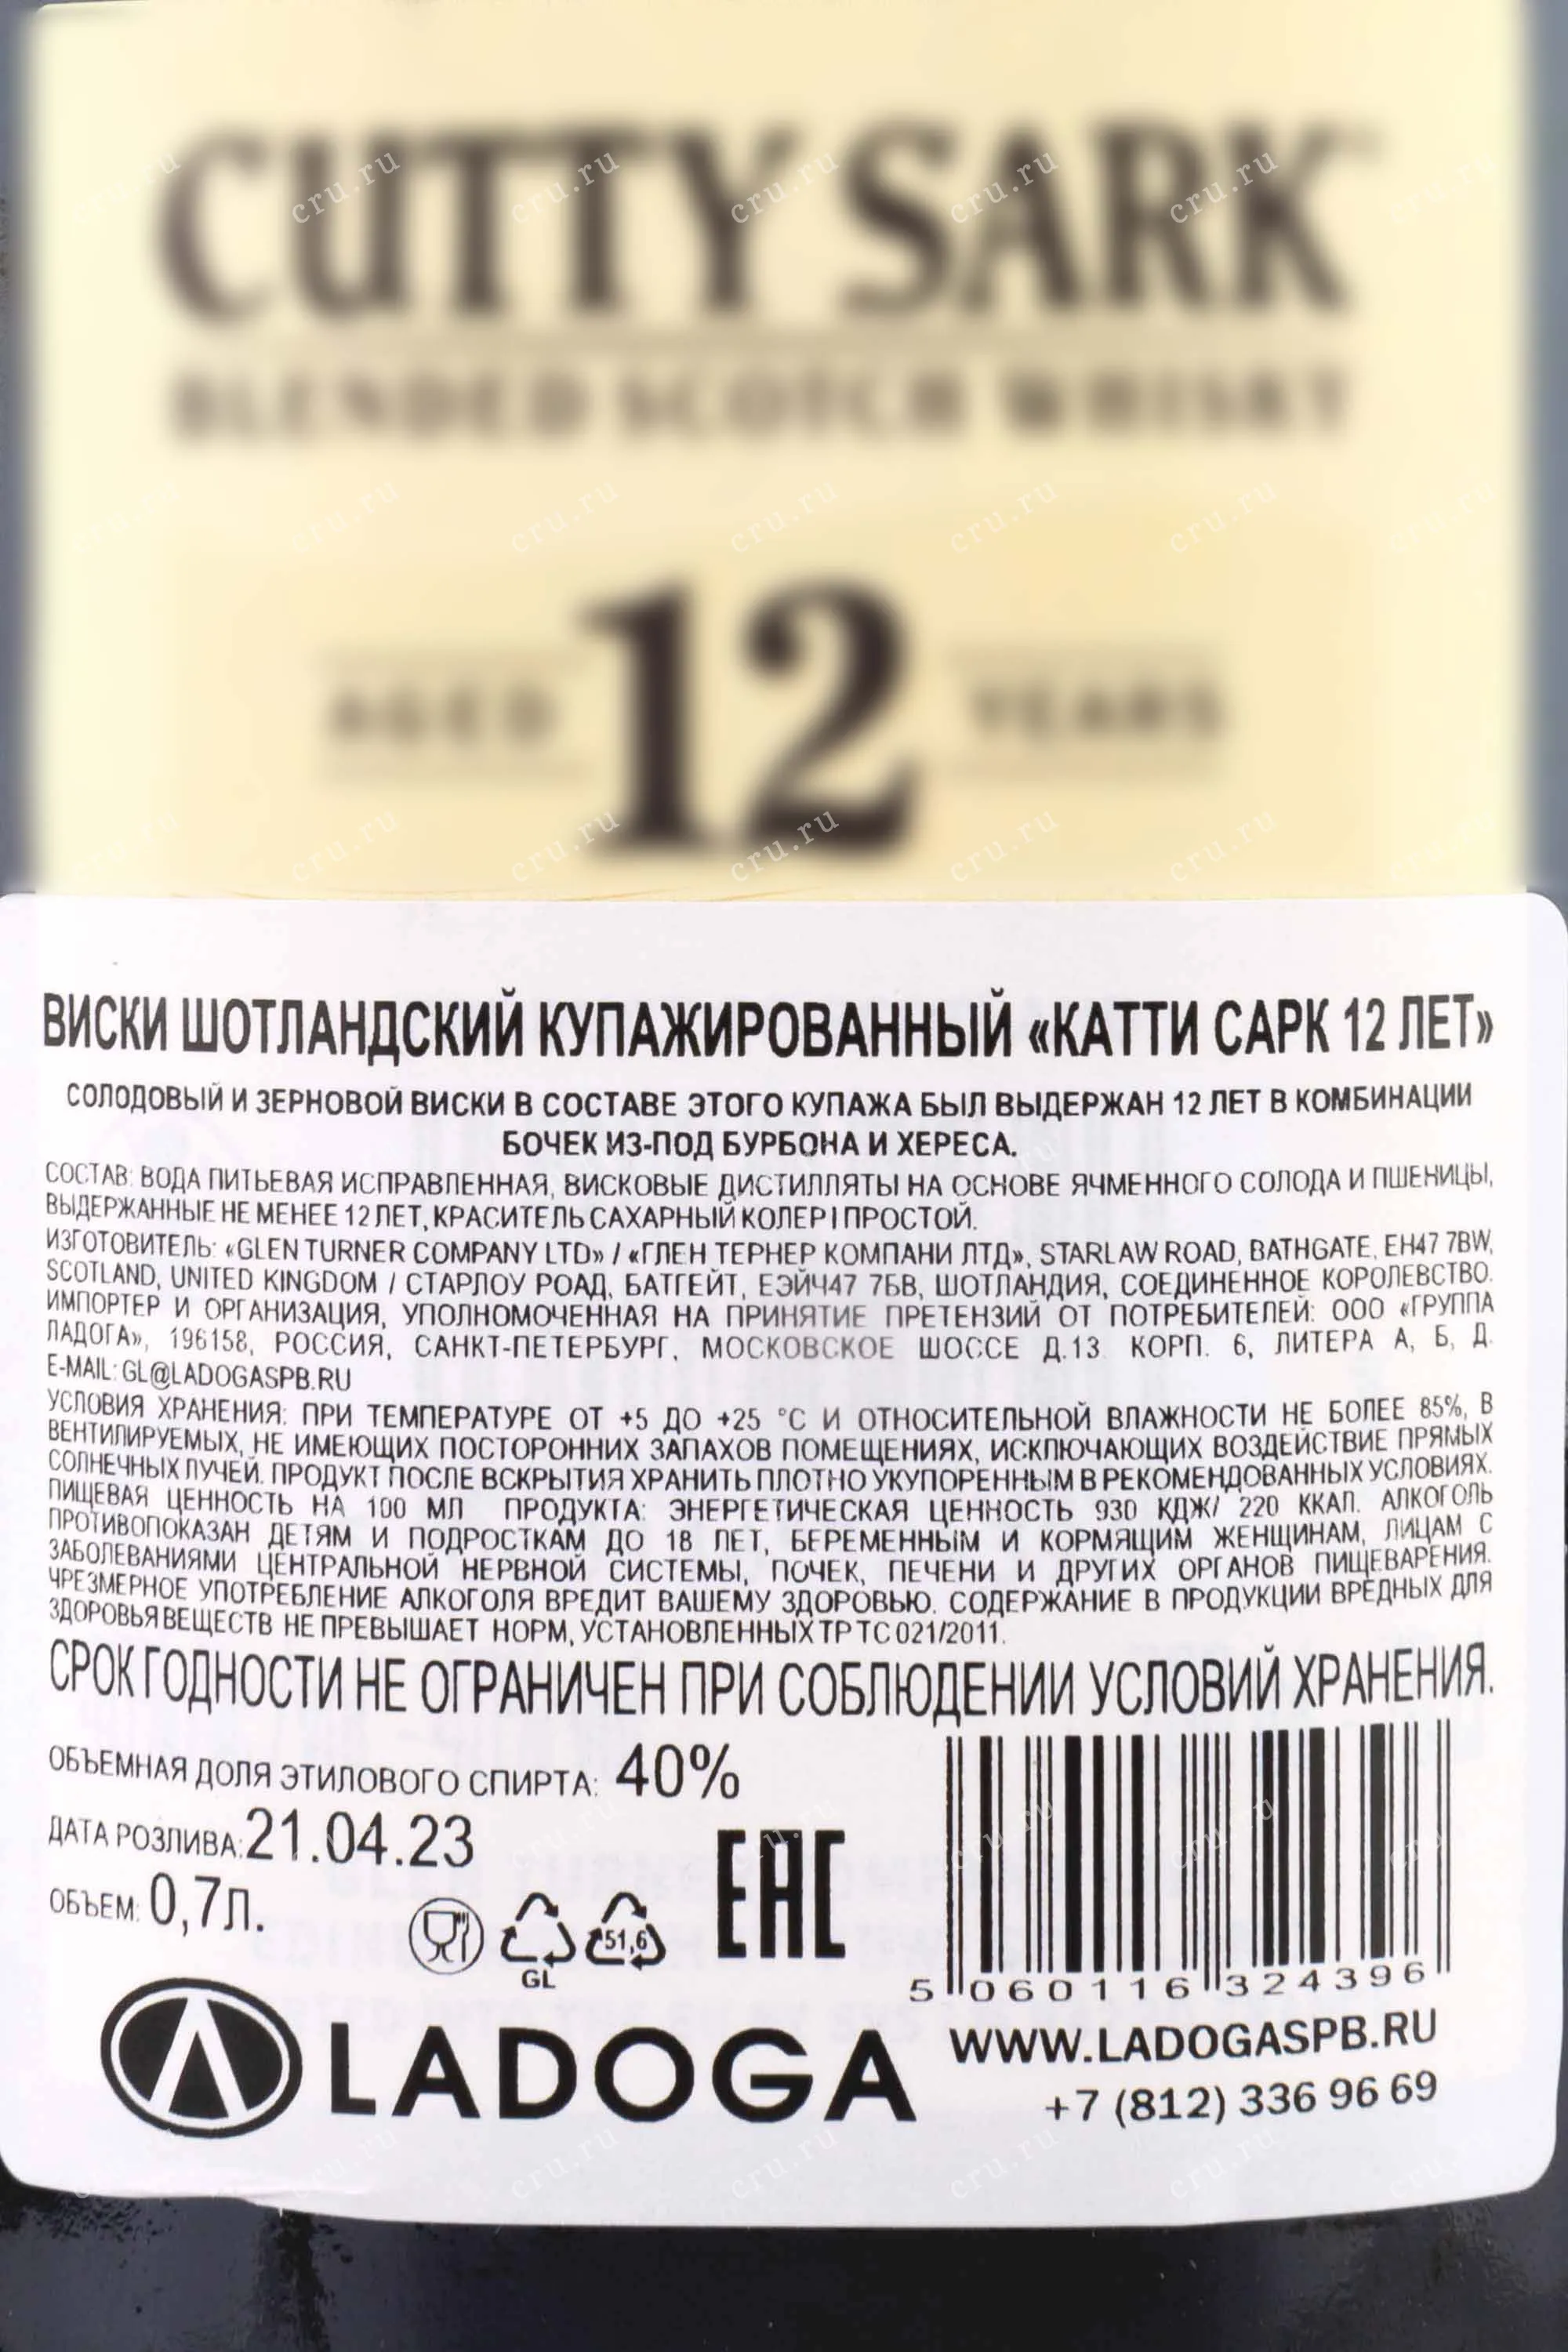 CUTTY SARK
BLENDED SCOTCH WHISKY
AGED 12 YEARS
ВИСКИ ШОТЛАНДСКИЙ КУПАЖИРОВАННЫЙ «КАТТИ САРК 12 ЛЕТ»
СОЛОДОВЫЙ И ЗЕРНОВОЙ ВИСКИ В СОСТАВЕ ЭТОГО КУПАЖА БЫЛ ВЫДЕРЖАН 12 ЛЕТ В КОМБИНАЦИИ
БОЧЕК ИЗ-ПОД БУРБОНА И ХЕРЕСА.
СОСТАВ: ВОДА ПИТЬЕВАЯ ИСПРАВЛЕННАЯ, ВИСКОВЫЕ ДИСТИЛЛЯТЫ НА ОСНОВЕ ЯЧМЕННОГО СОЛОДА И ПШЕНИЦЫ,
ВЫДЕРЖАННЫЕ НЕ МЕНЕЕ 12 ЛЕТ, КРАСИТЕЛЬ САХАРНЫЙ КОЛЕР I ПРОСТОЙ.
ИЗГОТОВИТЕЛЬ: «GLEN TURNER COMPANY LTD» / «ГЛЕН ТЕРНЕР КОМПАНИ ЛТД», STARLAW ROAD, BATHGATE, EH47 7BW,
SCOTLAND, UNITED KINGDOM / СТАРЛОУ РОАД, БАТГЕЙТ, ЕЭЙЧ47 7БВ, ШОТЛАНДИЯ, СОЕДИНЕННОЕ КОРОЛЕВСТВО.
ИМПОРТЕР И ОРГАНИЗАЦИЯ, УПОЛНОМОЧЕННАЯ НА ПРИНЯТИЕ ПРЕТЕНЗИЙ ОТ ПОТРЕБИТЕЛЕЙ: ООО «ГРУППА
ЛАДОГА», 196158, РОССИЯ, САНКТ-ПЕТЕРБУРГ, МОСКОВСКОЕ ШОССЕ Д.13 КОРП. 6, ЛИТЕРА А, Б, Д.
E-MAIL: GL@LADOGASPB.RU
УСЛОВИЯ ХРАНЕНИЯ: ПРИ ТЕМПЕРАТУРЕ ОТ +5 ДО +25 °С И ОТНОСИТЕЛЬНОЙ ВЛАЖНОСТИ НЕ БОЛЕЕ 85%, В
ВЕНТИЛИРУЕМЫХ, НЕ ИМЕЮЩИХ ПОСТОРОННИХ ЗАПАХОВ ПОМЕЩЕНИЯХ, ИСКЛЮЧАЮЩИХ ВОЗДЕЙСТВИЕ ПРЯМЫХ
СОЛНЕЧНЫХ ЛУЧЕЙ. ПРОДУКТ ПОСЛЕ ВСКРЫТИЯ ХРАНИТЬ ПЛОТНО УКУПОРЕННЫМ В РЕКОМЕНДОВАННЫХ УСЛОВИЯХ.
ПИЩЕВАЯ ЦЕННОСТЬ НА 100 МЛ ПРОДУКТА: ЭНЕРГЕТИЧЕСКАЯ ЦЕННОСТЬ 930 КДЖ/ 220 ККАЛ. АЛКОГОЛЬ
ПРОТИВОПОКАЗАН ДЕТЯМ И ПОДРОСТКАМ ДО 18 ЛЕТ, БЕРЕМЕННЫМ И КОРМЯЩИМ ЖЕНЩИНАМ, ЛИЦАМ С
ЗАБОЛЕВАНИЯМИ ЦЕНТРАЛЬНОЙ НЕРВНОЙ СИСТЕМЫ, ПОЧЕК, ПЕЧЕНИ И ДРУГИХ ОРГАНОВ ПИЩЕВАРЕНИЯ.
ЧРЕЗМЕРНОЕ УПОТРЕБЛЕНИЕ АЛКОГОЛЯ ВРЕДИТ ВАШЕМУ ЗДОРОВЬЮ. СОДЕРЖАНИЕ В ПРОДУКЦИИ ВРЕДНЫХ ДЛЯ
ЗДОРОВЬЯ ВЕЩЕСТВ НЕ ПРЕВЫШАЕТ НОРМ, УСТАНОВЛЕННЫХ ТР ТС 021/2011.
СРОК ГОДНОСТИ НЕ ОГРАНИЧЕН ПРИ СОБЛЮДЕНИИ УСЛОВИЙ ХРАНЕНИЯ.
ОБЪЕМНАЯ ДОЛЯ ЭТИЛОВОГО СПИРТА: 40%
ДАТА РОЗЛИВА: 21.04.23
ОБЪЕМ: 0,7Л.
GL
51,6
EAC
5 060116 324396
LADOGA
WWW.LADOGASPB.RU
+7 (812) 336 96 69
cru.ru